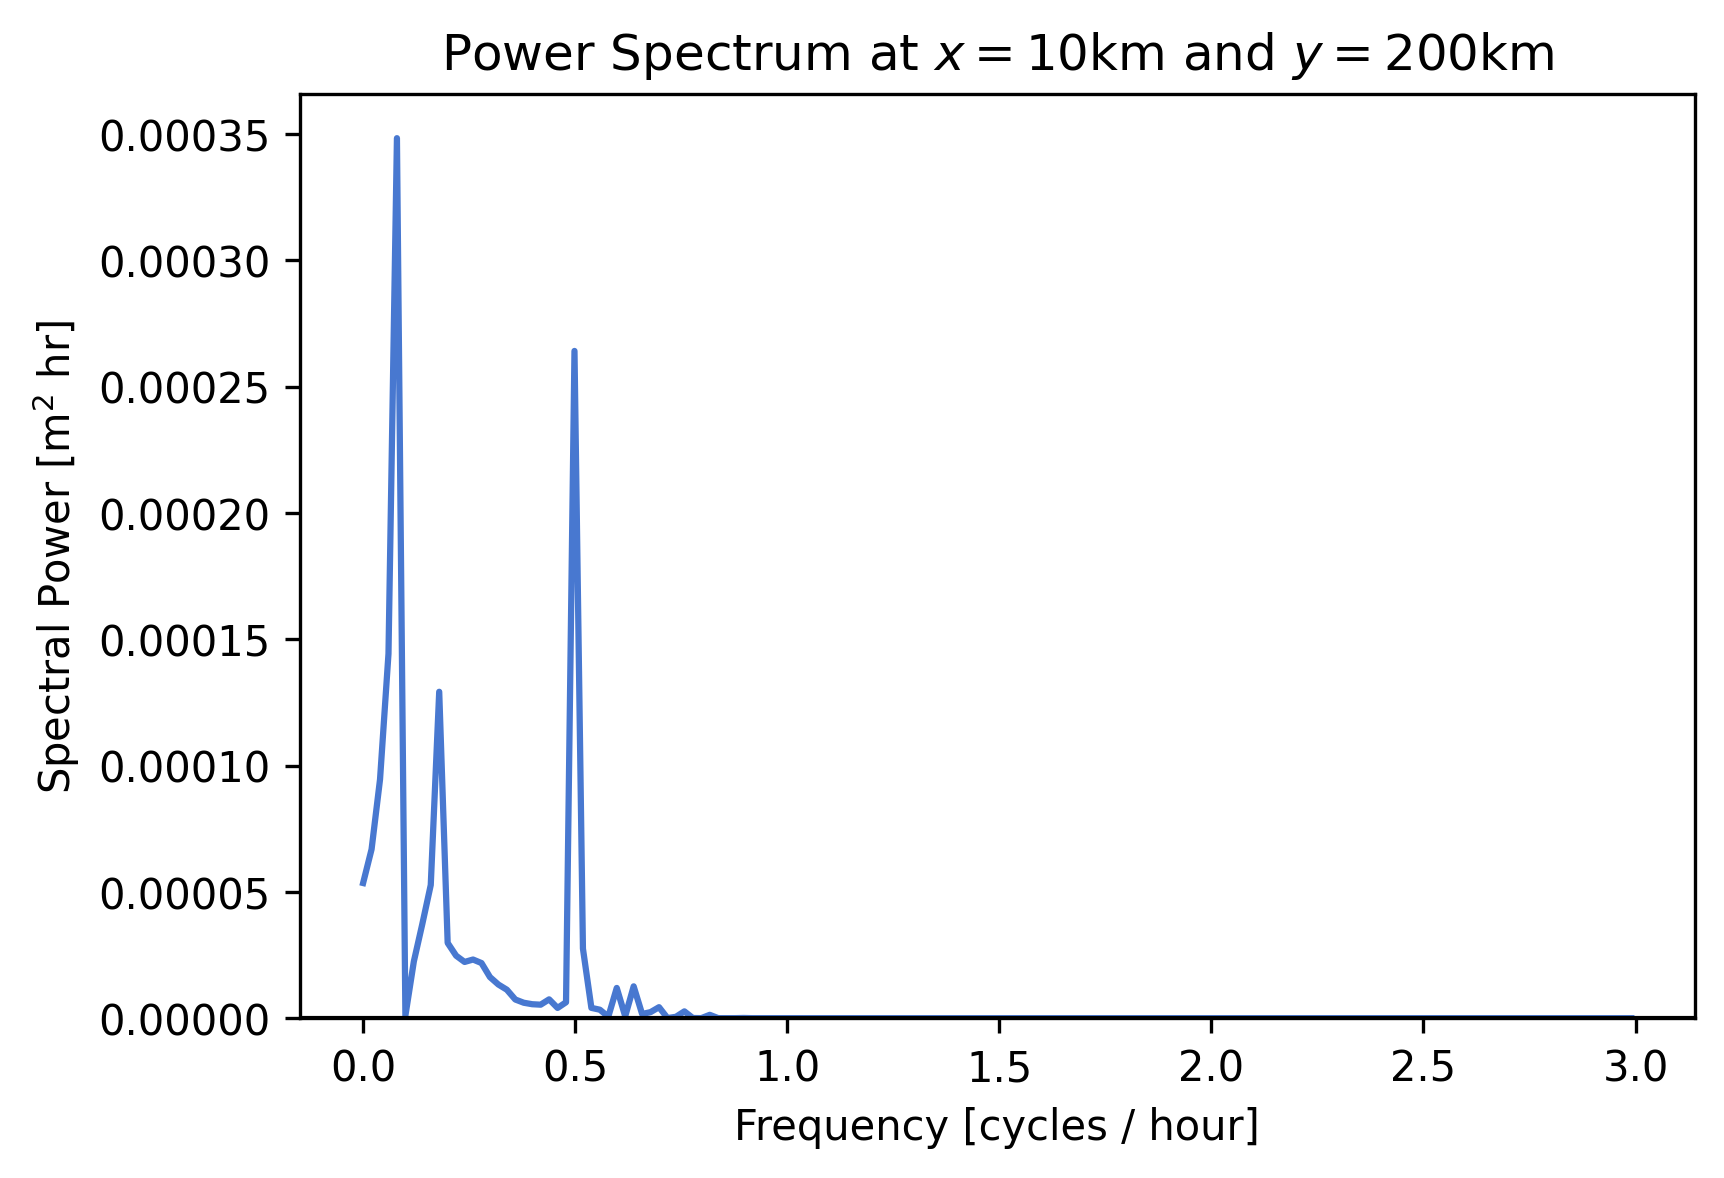 Power Spectrum at x = 10km and y = 200km
0.00035
0.00030
0.00025
0.00020
0.00015
0.00010
0.00005
0.00000
Spectral Power [m² hr]
0.0 0.5 1.0 1.5 2.0 2.5 3.0
Frequency [cycles / hour]